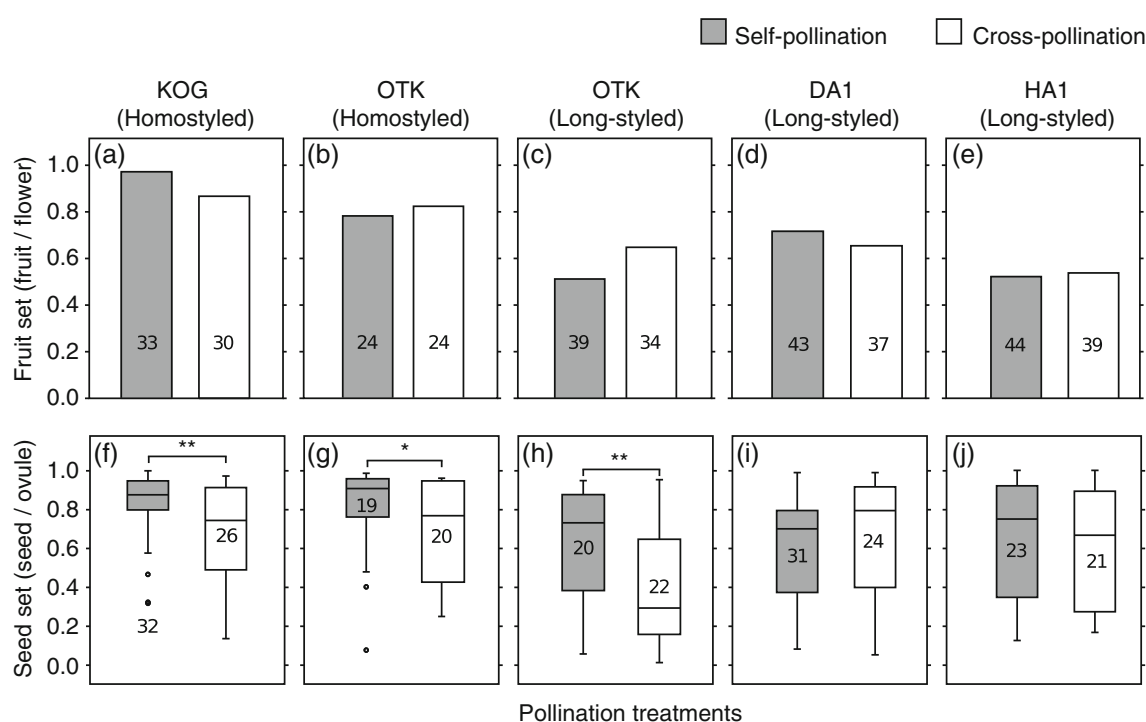 Self-pollination Cross-pollination
KOG OTK OTK DA1 HA1
(Homostyled) (Homostyled) (Long-styled) (Long-styled) (Long-styled)
Fruit set (fruit / flower)
1.0 (a) (b) (c) (d) (e)
0.8
0.6
0.4
33 30 24 24 39 34 43 37 44 39
0.2
0.0
Seed set (seed / ovule)
(f) ** (g) * (h) ** (i) (j)
1.0
0.8 19
0.6 26 20 20 31 24 23 21
0.4 22
0.2 32
0.0
Pollination treatments